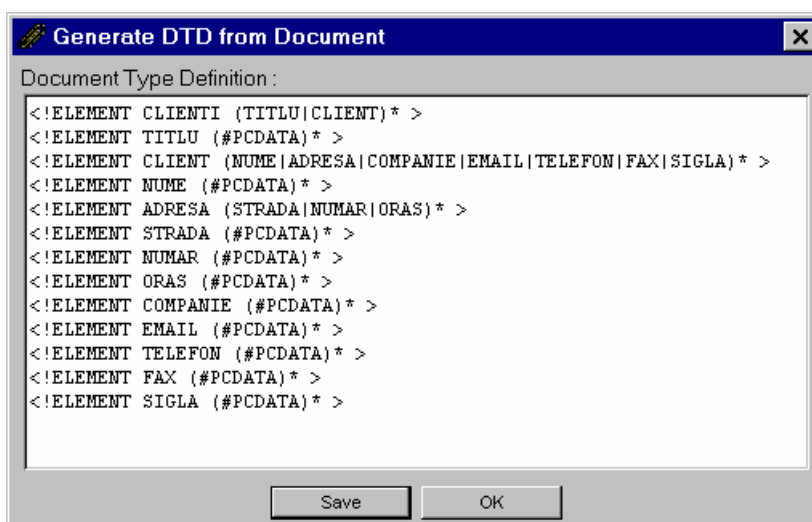 Generate DTD from Document
Document Type Definition :
<!ELEMENT CLIENTI (TITLU|CLIENT)* >
<!ELEMENT TITLU (#PCDATA)* >
<!ELEMENT CLIENT (NUME|ADRESA|COMPANIE|EMAIL|TELEFON|FAX|SIGLA)* >
<!ELEMENT NUME (#PCDATA)* >
<!ELEMENT ADRESA (STRADA|NUMAR|ORAS)* >
<!ELEMENT STRADA (#PCDATA)* >
<!ELEMENT NUMAR (#PCDATA)* >
<!ELEMENT ORAS (#PCDATA)* >
<!ELEMENT COMPANIE (#PCDATA)* >
<!ELEMENT EMAIL (#PCDATA)* >
<!ELEMENT TELEFON (#PCDATA)* >
<!ELEMENT FAX (#PCDATA)* >
<!ELEMENT SIGLA (#PCDATA)* >
Save OK